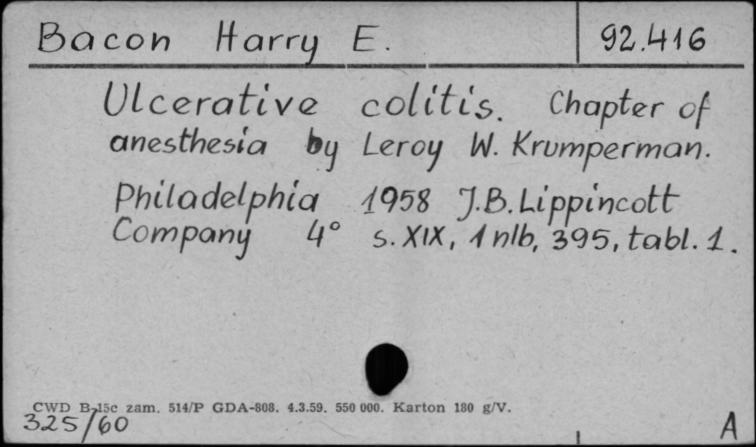 Bacon Harry E. 92.416
Ulcerative colitis. Chapter of
anesthesia by Leroy W. Krumperman.
Philadelphia 1958 J.B. Lippincott
Company 4° s. XIX, 1 nlb, 395, tabl. 1.
CWD B-15c zam. 514/P GDA-808. 4.3.59. 550 000. Karton 180 g/V.
325/60 A